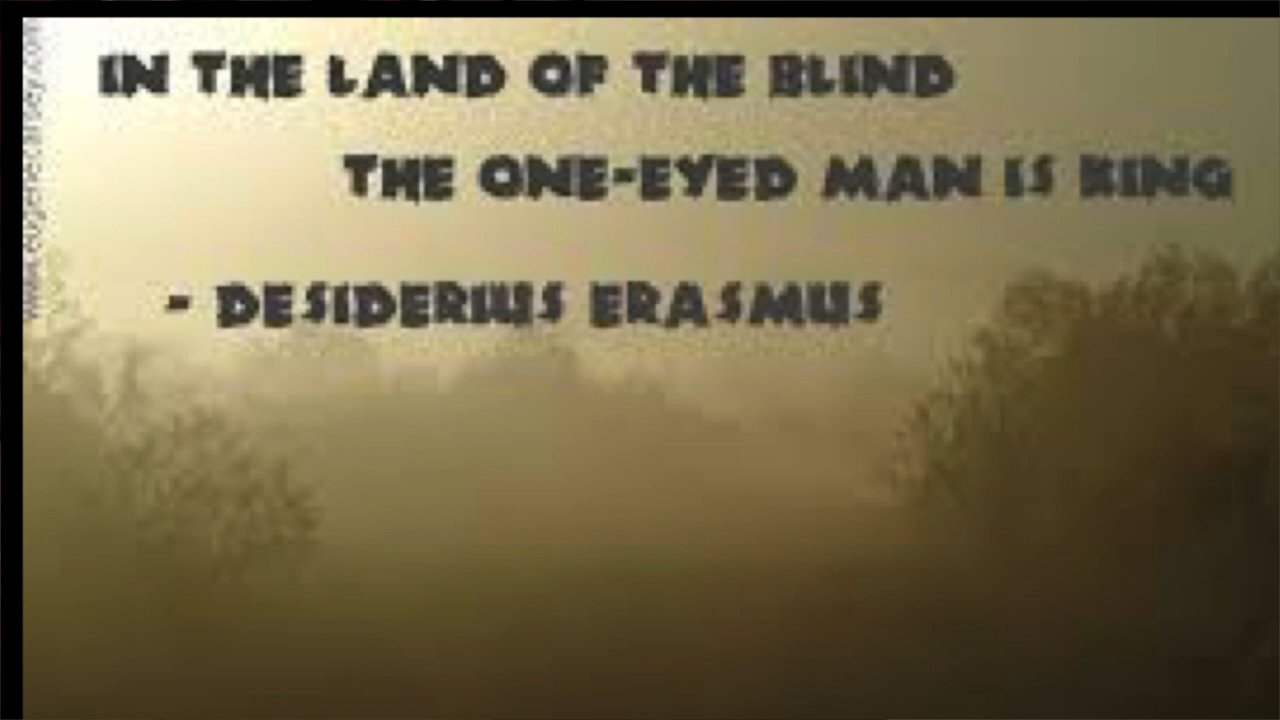 IN THE LAND OF THE BLIND
THE ONE-EYED MAN IS KING
- DESIDERIUS ERASMUS